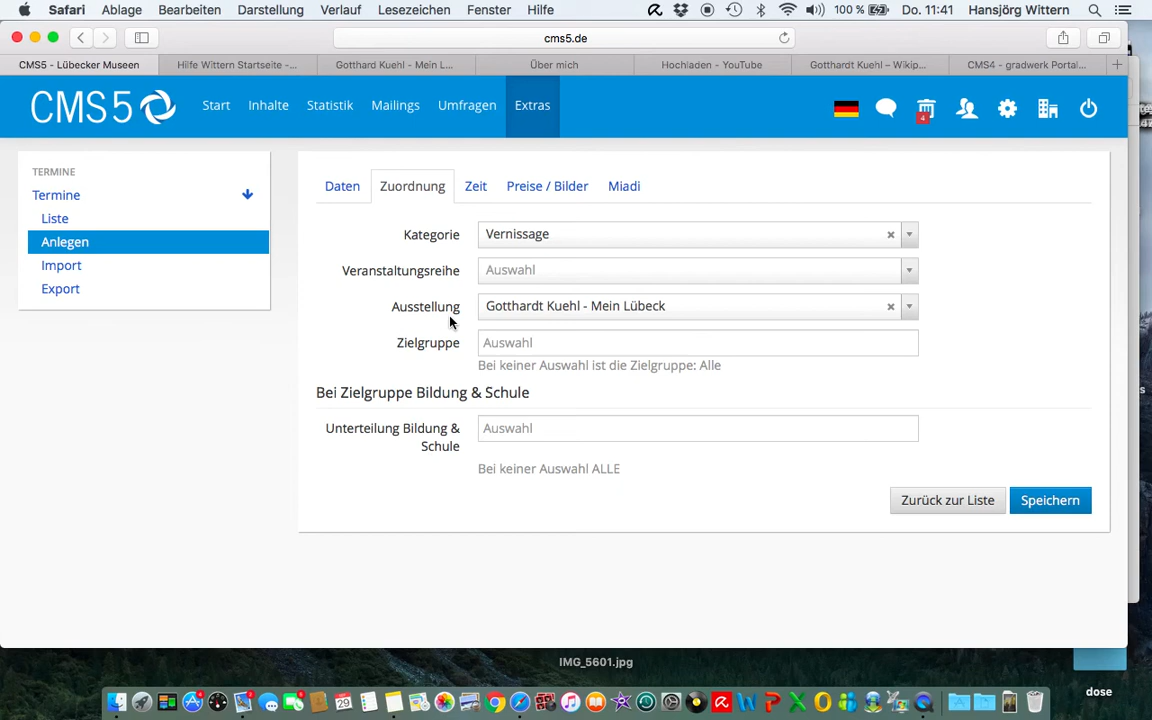 Safari Ablage Bearbeiten Darstellung Verlauf Lesezeichen Fenster Hilfe 100 % Do. 11:41 Hansjörg Wittern
cms5.de
CMS5 - Lübecker Museen Hilfe Wittern Startseite -... Gotthard Kuehl - Mein L... Über mich Hochladen - YouTube Gotthardt Kuehl – Wikip... CMS4 - gradwerk Portal...
CMS5 Start Inhalte Statistik Mailings Umfragen Extras 4
TERMINE
Termine
Liste
Anlegen
Import
Export
Daten Zuordnung Zeit Preise / Bilder Miadi
Kategorie Vernissage
Veranstaltungsreihe Auswahl
Ausstellung Gotthardt Kuehl - Mein Lübeck
Zielgruppe Auswahl
Bei keiner Auswahl ist die Zielgruppe: Alle
Bei Zielgruppe Bildung & Schule
Unterteilung Bildung & Schule Auswahl
Bei keiner Auswahl ALLE
Zurück zur Liste Speichern
IMG_5601.jpg
dose